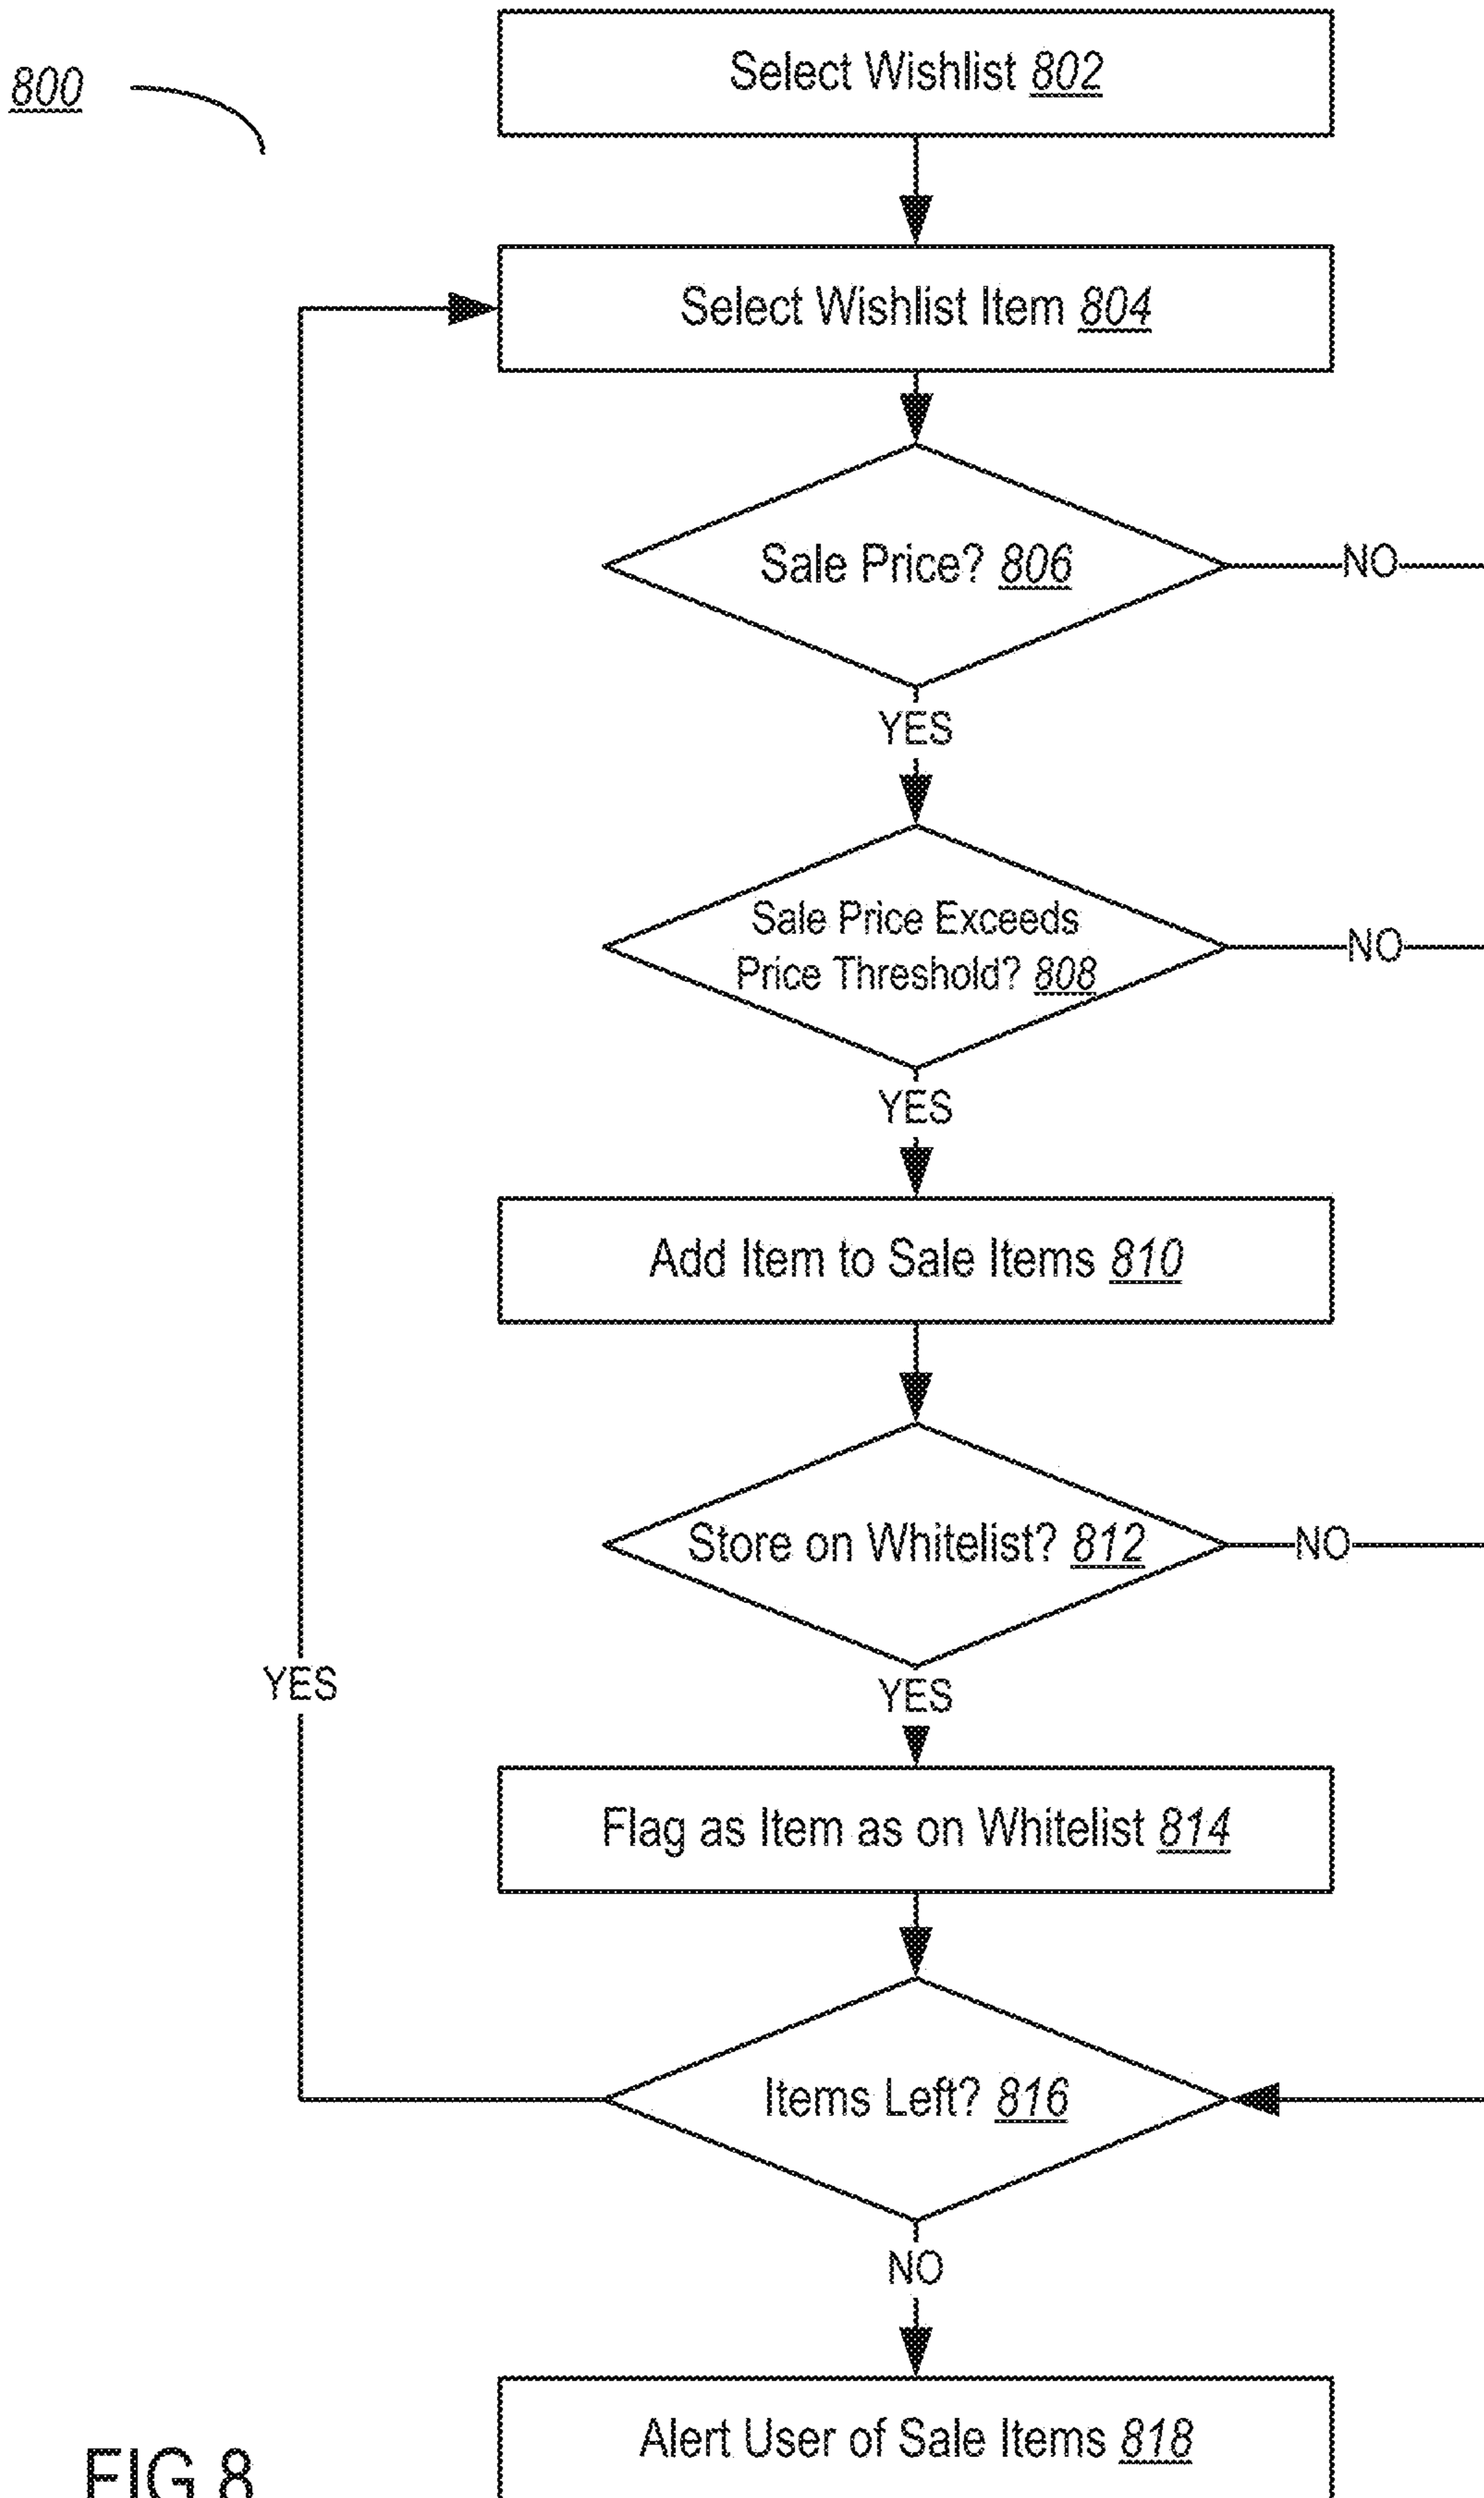 800
Select Wishlist 802
Select Wishlist Item 804
Sale Price? 806
NO
YES
Sale Price Exceeds
Price Threshold? 808
NO
YES
Add Item to Sale Items 810
Store on Whitelist? 812
NO
YES
YES
Flag as Item as on Whitelist 814
Items Left? 816
NO
Alert User of Sale Items 818
FIG 8